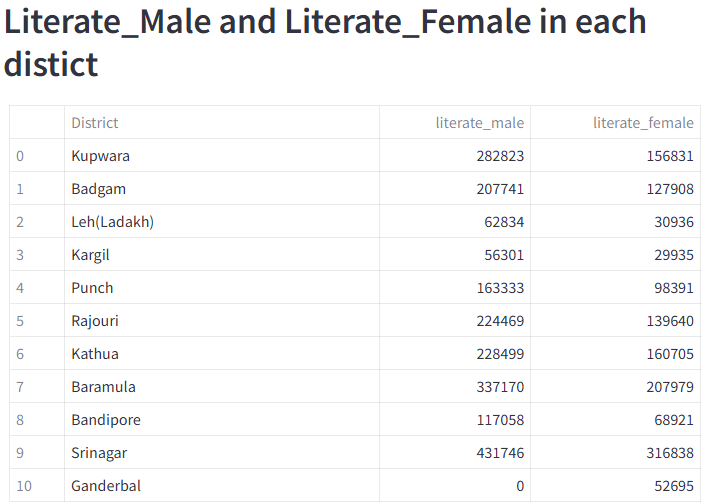 Literate_Male and Literate_Female in each
distict
District literate_male literate_female
0 Kupwara 282823 156831
1 Badgam 207741 127908
2 Leh(Ladakh) 62834 30936
3 Kargil 56301 29935
4 Punch 163333 98391
5 Rajouri 224469 139640
6 Kathua 228499 160705
7 Baramula 337170 207979
8 Bandipore 117058 68921
9 Srinagar 431746 316838
10 Ganderbal 0 52695